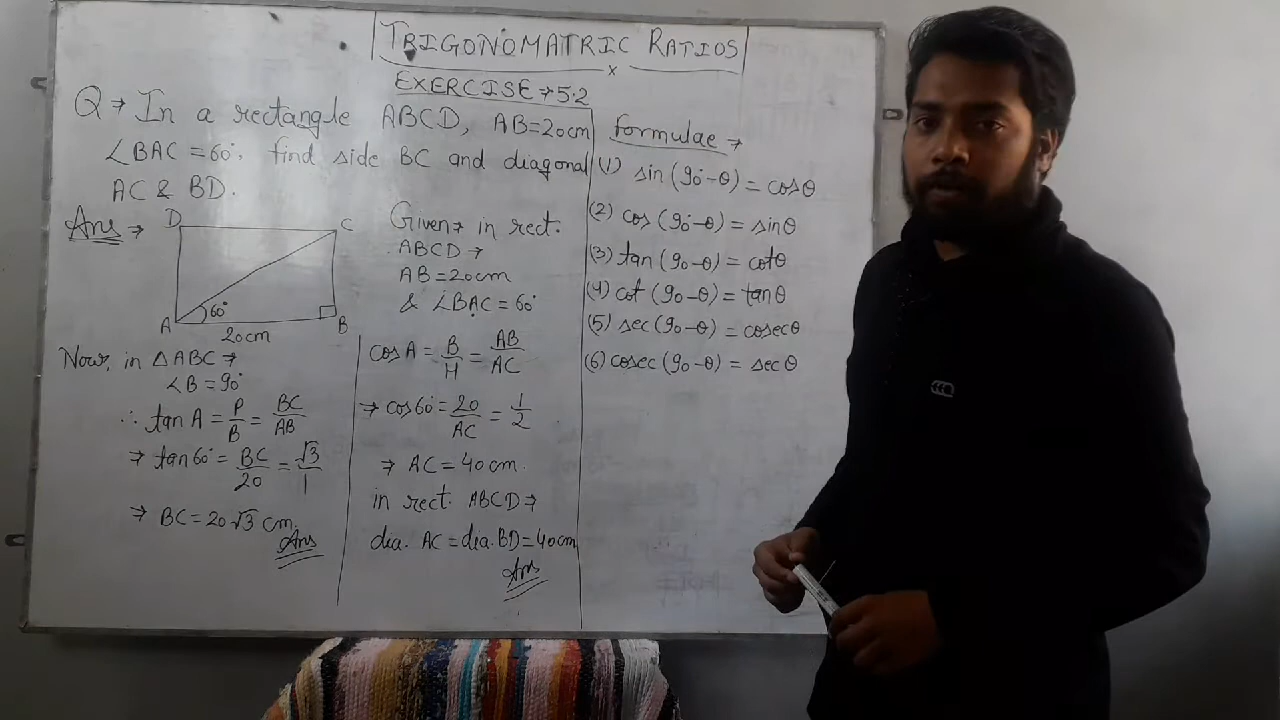 TRIGONOMATRIC RATIOS
x
EXERCISE → 5.2
Q → In a rectangle ABCD, AB=20cm
∠BAC = 60°, find side BC and diagonal
AC & BD.
Ans →
D C
60°
A B
20cm
Given → in rect.
ABCD →
AB=20cm
& ∠BAC = 60°
Now, in △ABC →
∠B = 90°
∴ tan A = P/B = BC/AB
⇒ tan 60° = BC/20 = √3/1
⇒ BC = 20√3 cm.
Ans
cos A = B/H = AB/AC
⇒ cos 60° = 20/AC = 1/2
⇒ AC = 40 cm.
in rect. ABCD ⇒
dia. AC = dia. BD = 40cm
Ans
formulae →
(1) sin (90°-θ) = cosθ
(2) cos (90°-θ) = sinθ
(3) tan (90-θ) = cotθ
(4) cot (90-θ) = tanθ
(5) sec (90-θ) = cosecθ
(6) cosec (90-θ) = secθ